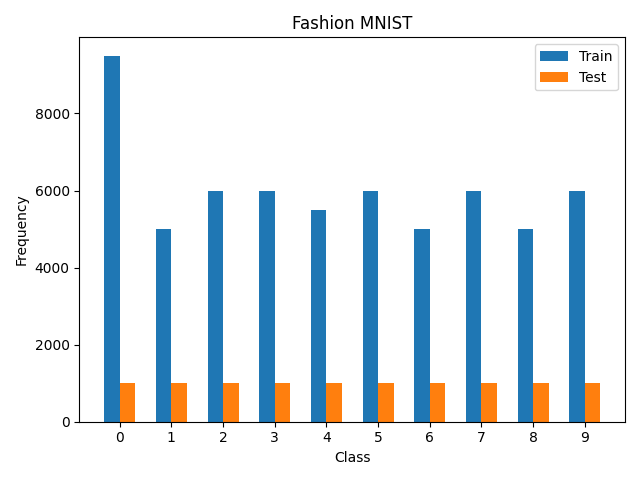 Fashion MNIST
Train
Test
Frequency
8000
6000
4000
2000
0
0 1 2 3 4 5 6 7 8 9
Class